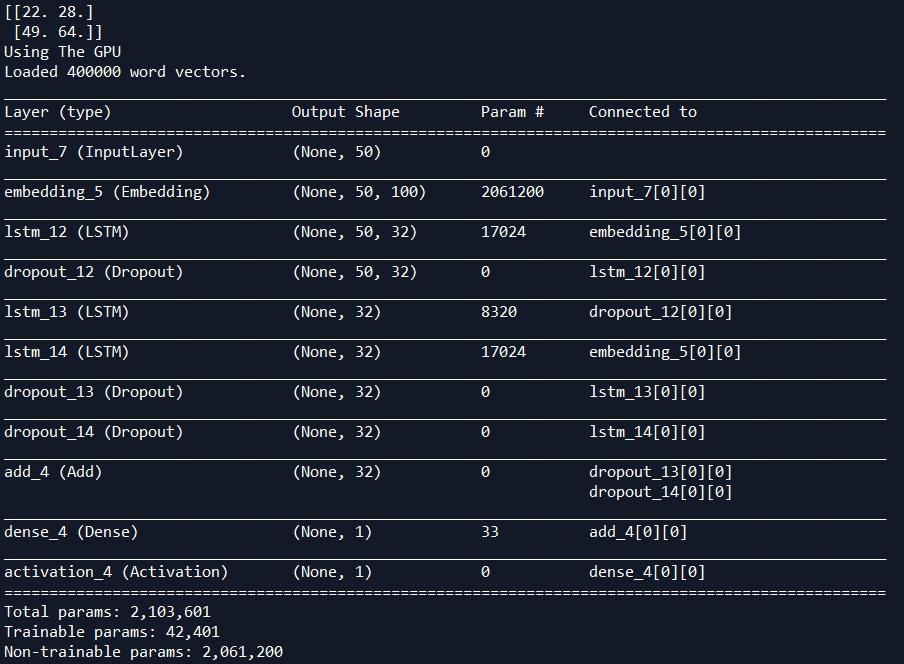 [[22. 28.]
 [49. 64.]]
Using The GPU
Loaded 400000 word vectors.
Layer (type)                    Output Shape         Param #     Connected to
input_7 (InputLayer)            (None, 50)           0
embedding_5 (Embedding)         (None, 50, 100)      2061200     input_7[0][0]
lstm_12 (LSTM)                  (None, 50, 32)       17024       embedding_5[0][0]
dropout_12 (Dropout)            (None, 50, 32)       0           lstm_12[0][0]
lstm_13 (LSTM)                  (None, 32)           8320        dropout_12[0][0]
lstm_14 (LSTM)                  (None, 32)           17024       embedding_5[0][0]
dropout_13 (Dropout)            (None, 32)           0           lstm_13[0][0]
dropout_14 (Dropout)            (None, 32)           0           lstm_14[0][0]
add_4 (Add)                     (None, 32)           0           dropout_13[0][0]
                                                                 dropout_14[0][0]
dense_4 (Dense)                 (None, 1)            33          add_4[0][0]
activation_4 (Activation)       (None, 1)            0           dense_4[0][0]
Total params: 2,103,601
Trainable params: 42,401
Non-trainable params: 2,061,200